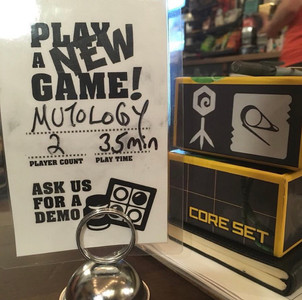 PLAY
A NEW
GAME!
MUTOLOGY
2 35min
PLAYER COUNT PLAY TIME
ASK US
FOR A
DEMO
CORE SET